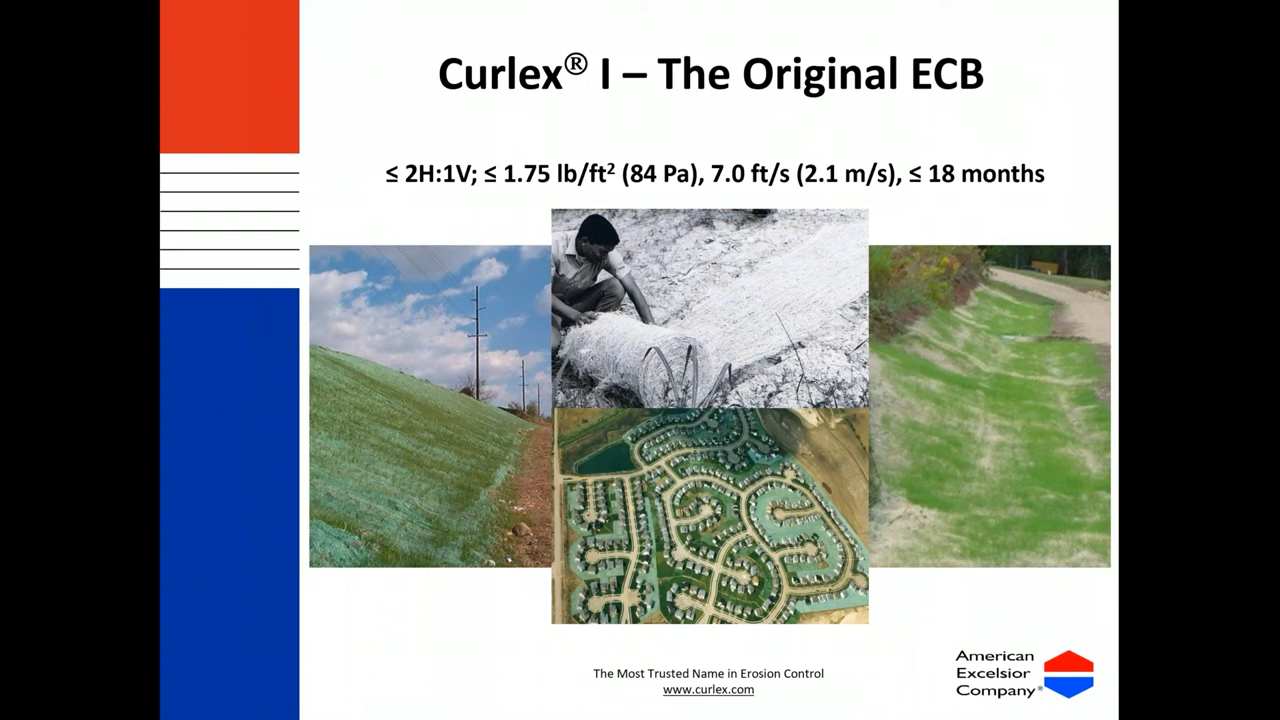 Curlex® I – The Original ECB
≤ 2H:1V; ≤ 1.75 lb/ft² (84 Pa), 7.0 ft/s (2.1 m/s), ≤ 18 months
The Most Trusted Name in Erosion Control
www.curlex.com
American
Excelsior
Company®